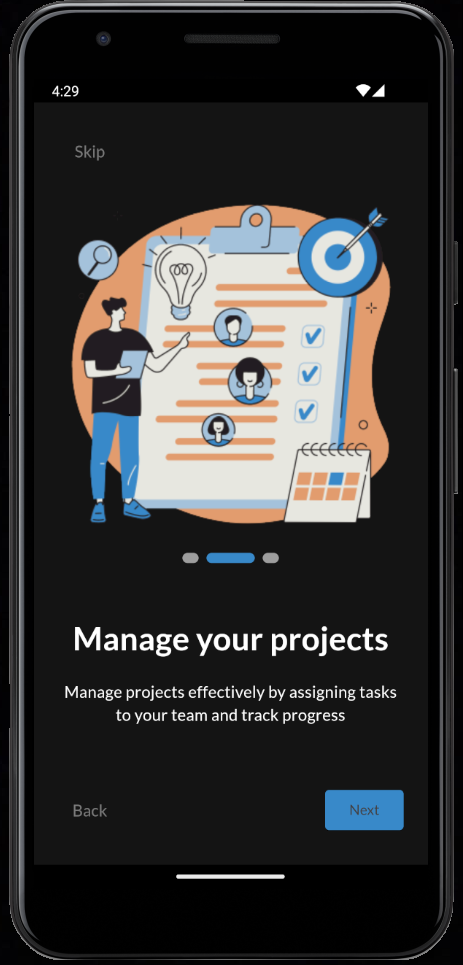 4:29
Skip
Manage your projects
Manage projects effectively by assigning tasks
to your team and track progress
Back
Next